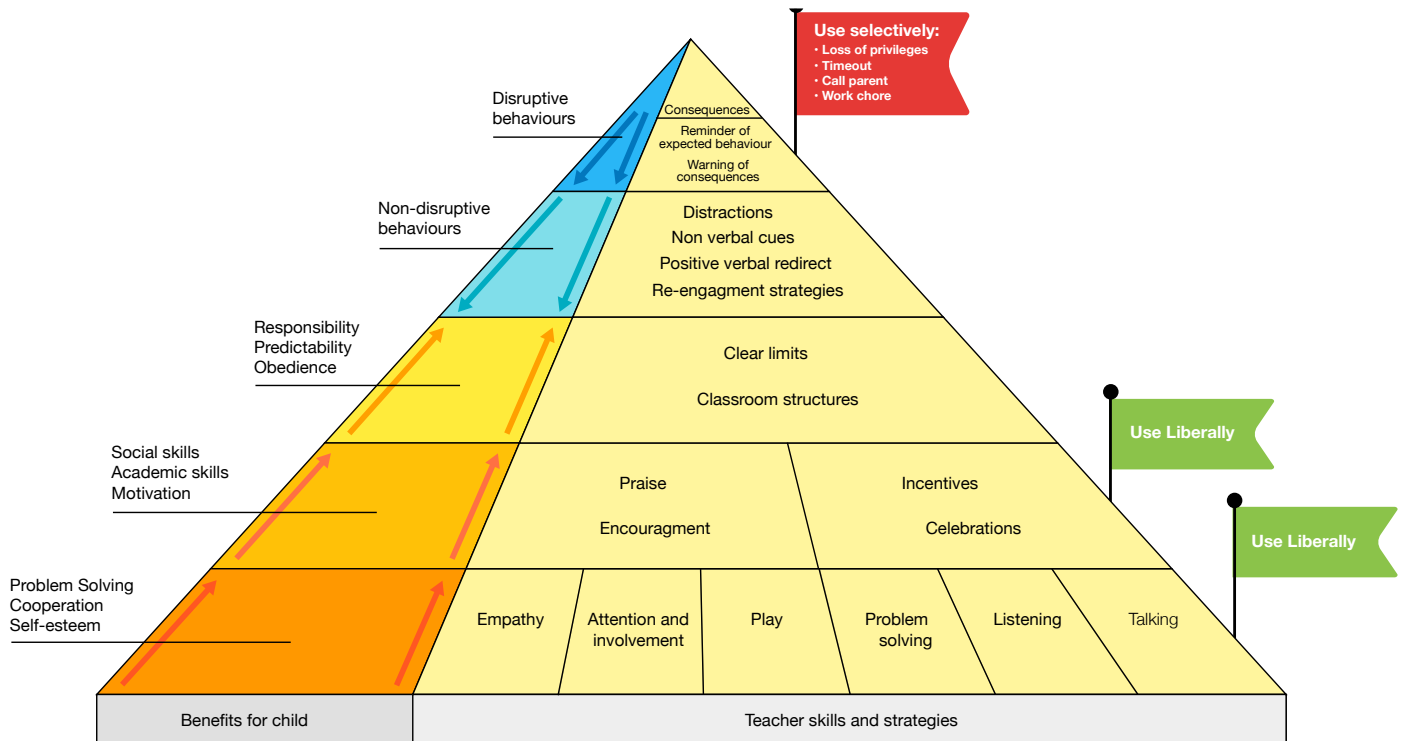 Use selectively:
• Loss of privileges
• Timeout
• Call parent
• Work chore
Disruptive
behaviours
Consequences
Reminder of
expected behaviour
Warning of
consequences
Non-disruptive
behaviours
Distractions
Non verbal cues
Positive verbal redirect
Re-engagment strategies
Responsibility
Predictability
Obedience
Clear limits
Classroom structures
Use Liberally
Social skills
Academic skills
Motivation
Praise
Encouragment
Incentives
Celebrations
Use Liberally
Problem Solving
Cooperation
Self-esteem
Empathy
Attention and
involvement
Play
Problem
solving
Listening
Talking
Benefits for child
Teacher skills and strategies